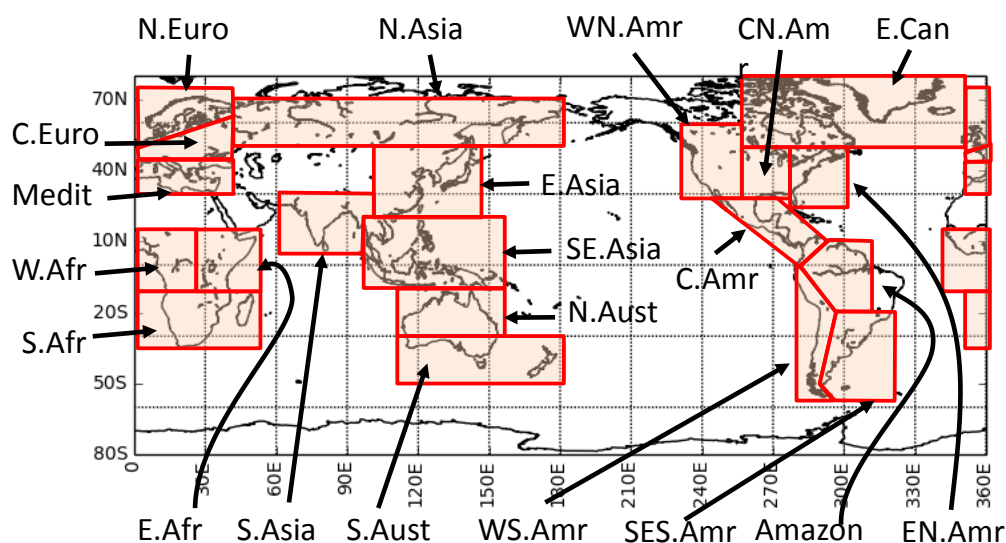 N.Euro N.Asia WN.Amr CN.Am E.Can
r
70N
C.Euro
40N
Medit E.Asia
10N SE.Asia
W.Afr C.Amr
20S N.Aust
S.Afr
50S
80S
0 30E 60E 90E 120E 150E 180E 210E 240E 270E 300E 330E 360E
E.Afr S.Asia S.Aust WS.Amr SES.Amr Amazon EN.Amr